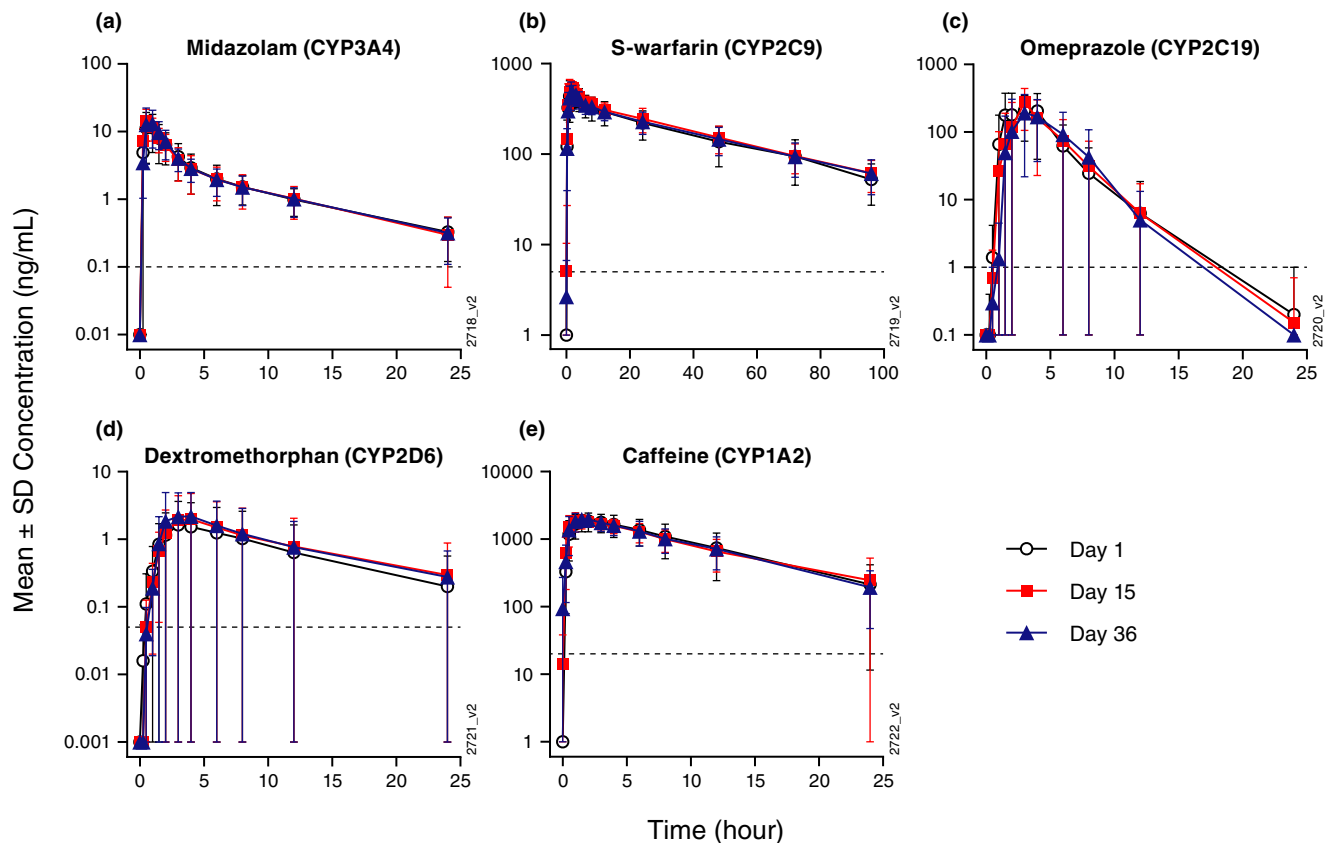 (a)
Midazolam (CYP3A4)
100
10
1
0.1
0.01
0 5 10 15 20 25
2718_v2
(b)
S-warfarin (CYP2C9)
1000
100
10
1
0 20 40 60 80 100
2719_v2
(c)
Omeprazole (CYP2C19)
1000
100
10
1
0.1
0 5 10 15 20 25
2720_v2
Mean ± SD Concentration (ng/mL)
(d)
Dextromethorphan (CYP2D6)
10
1
0.1
0.01
0.001
0 5 10 15 20 25
2721_v2
(e)
Caffeine (CYP1A2)
10000
1000
100
10
1
0 5 10 15 20 25
2722_v2
Day 1
Day 15
Day 36
Time (hour)